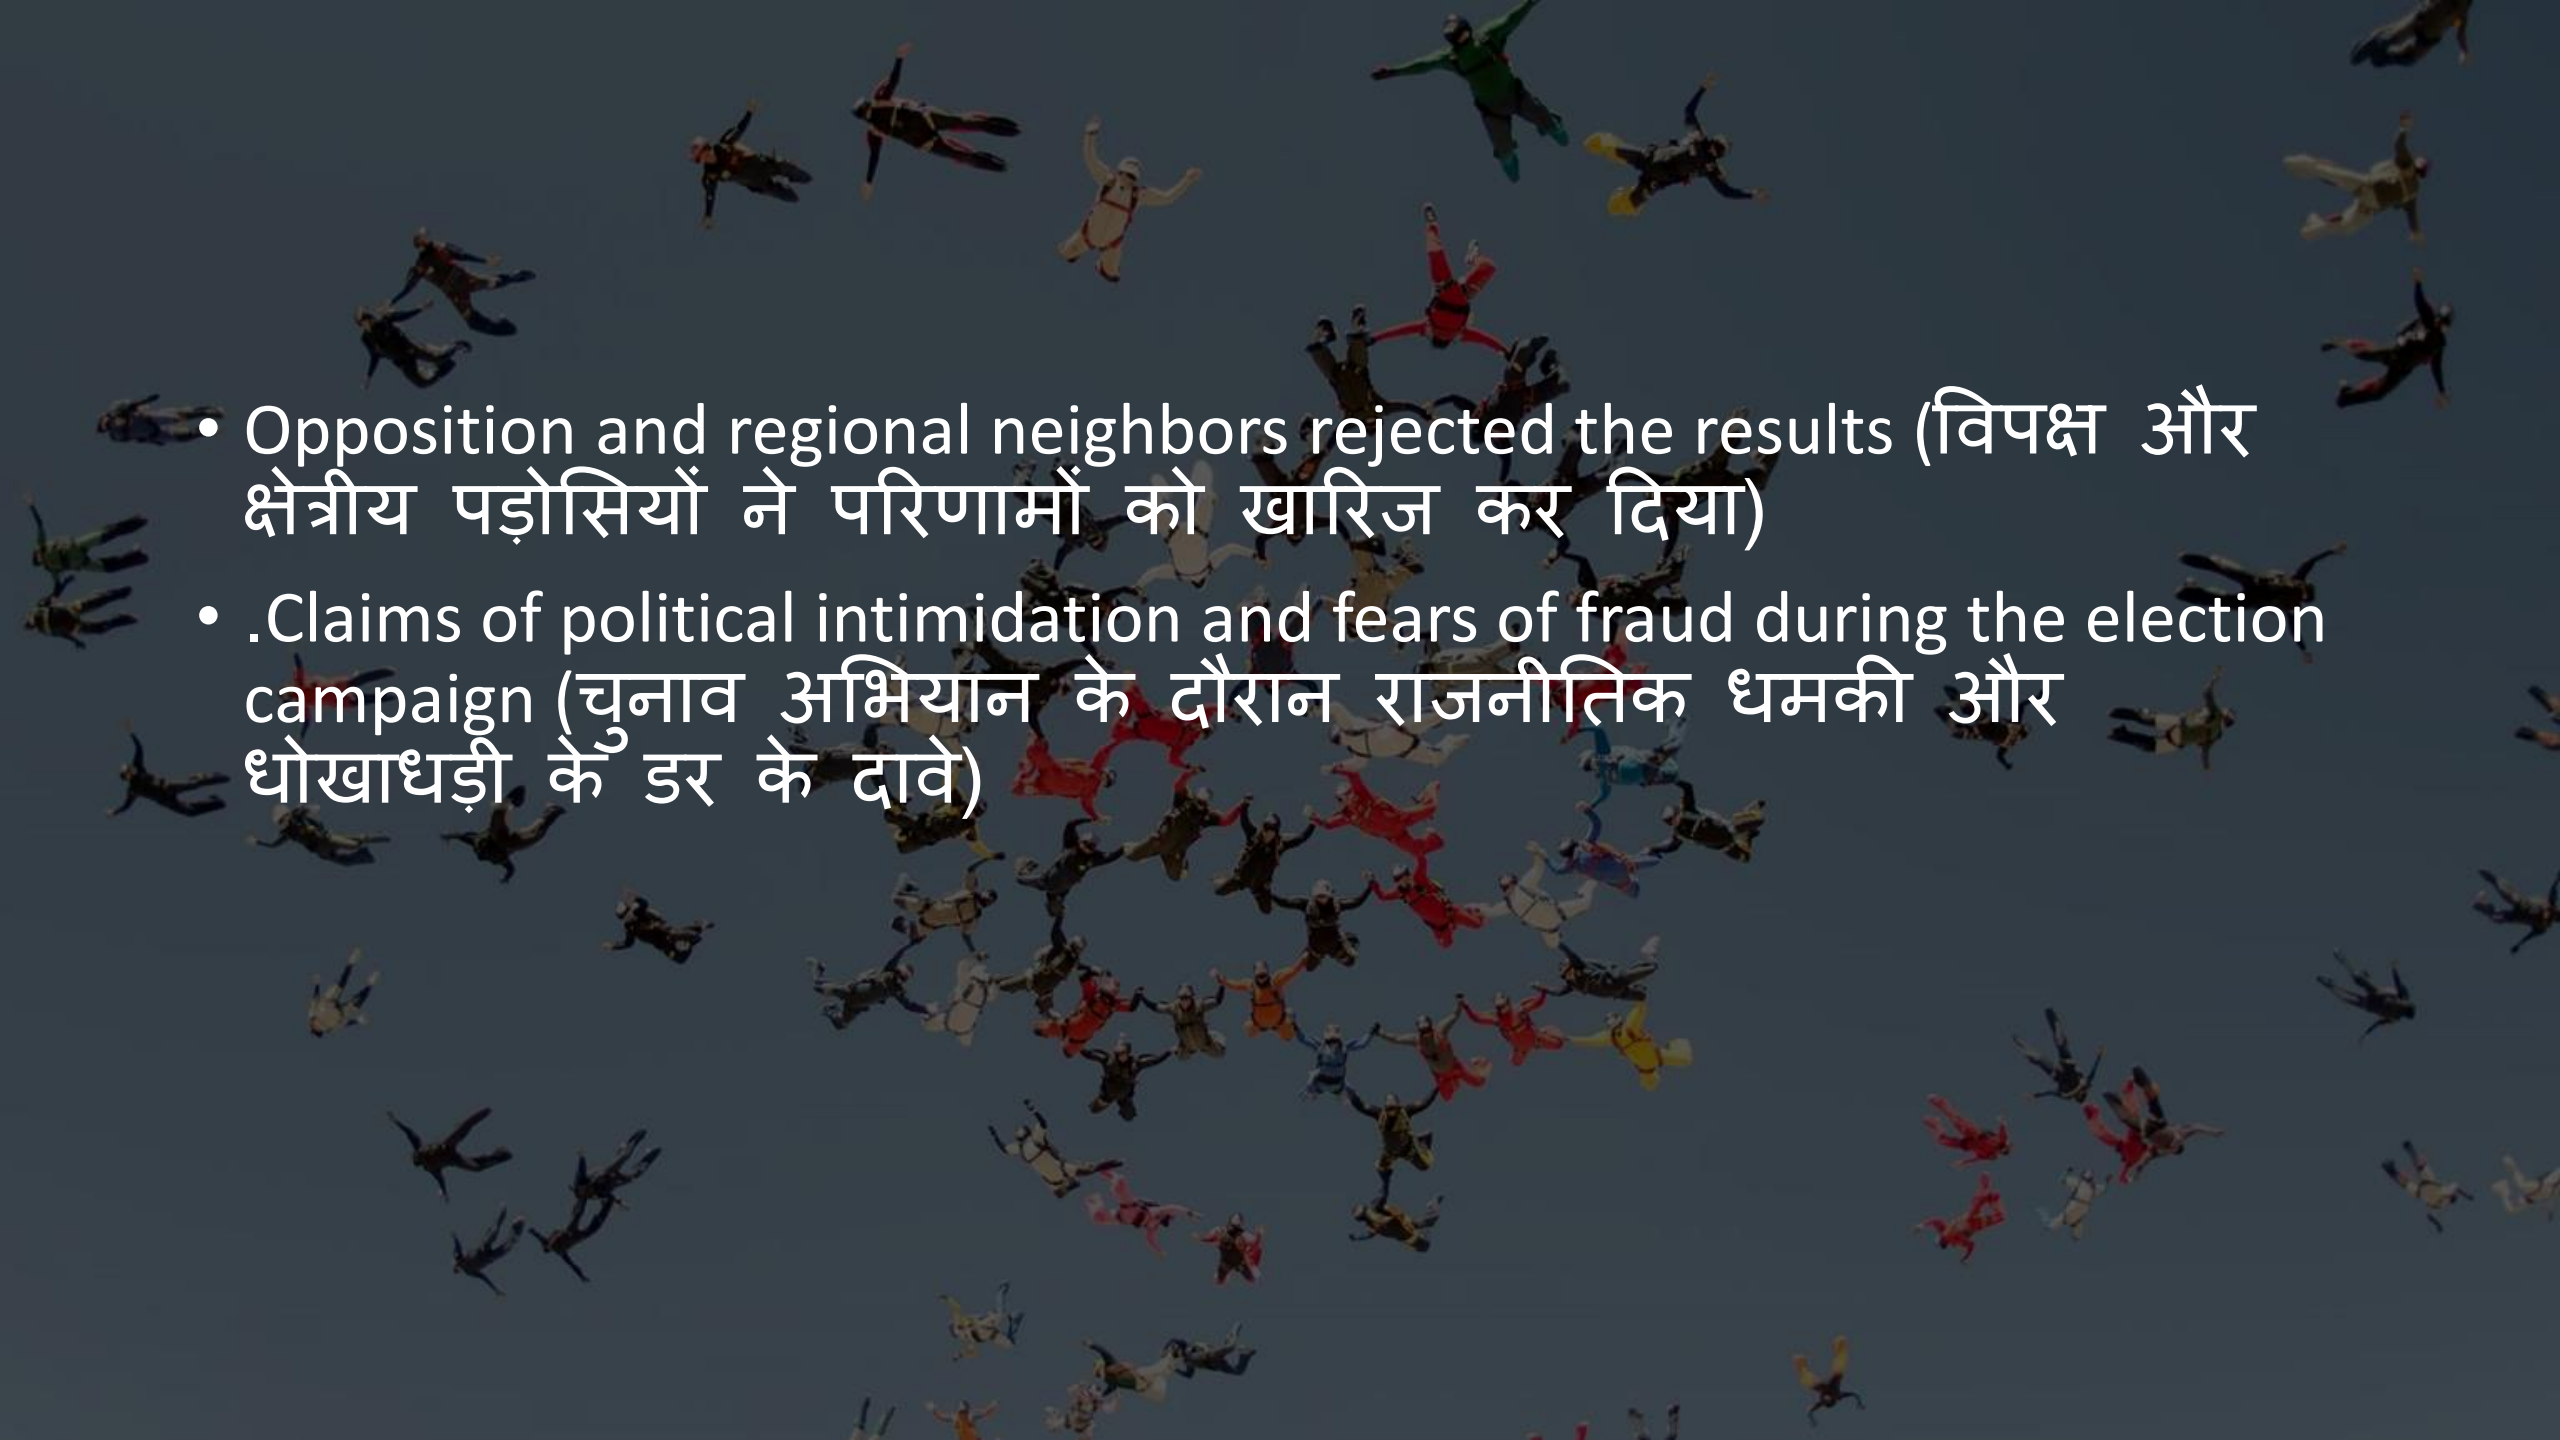 • Opposition and regional neighbors rejected the results (विपक्ष और
क्षेत्रीय पड़ोसियों ने परिणामों को खारिज कर दिया)
• .Claims of political intimidation and fears of fraud during the election
campaign (चुनाव अभियान के दौरान राजनीतिक धमकी और
धोखाधड़ी के डर के दावे)